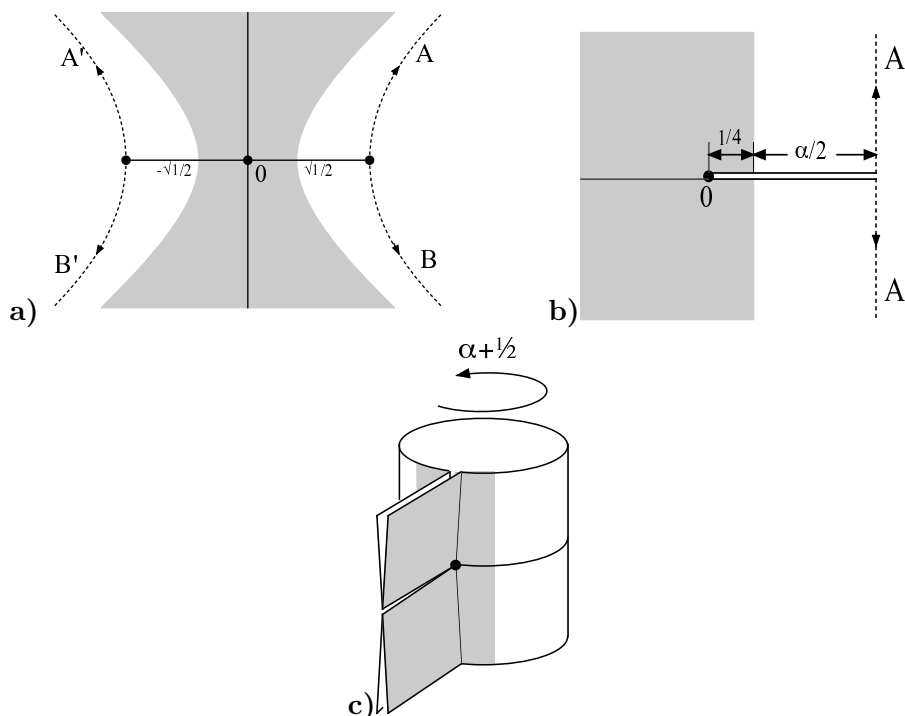 A' A
-√1/2 0 √1/2
B' B
a)
A
1/4 α/2
0
A
b)
α+½
c)